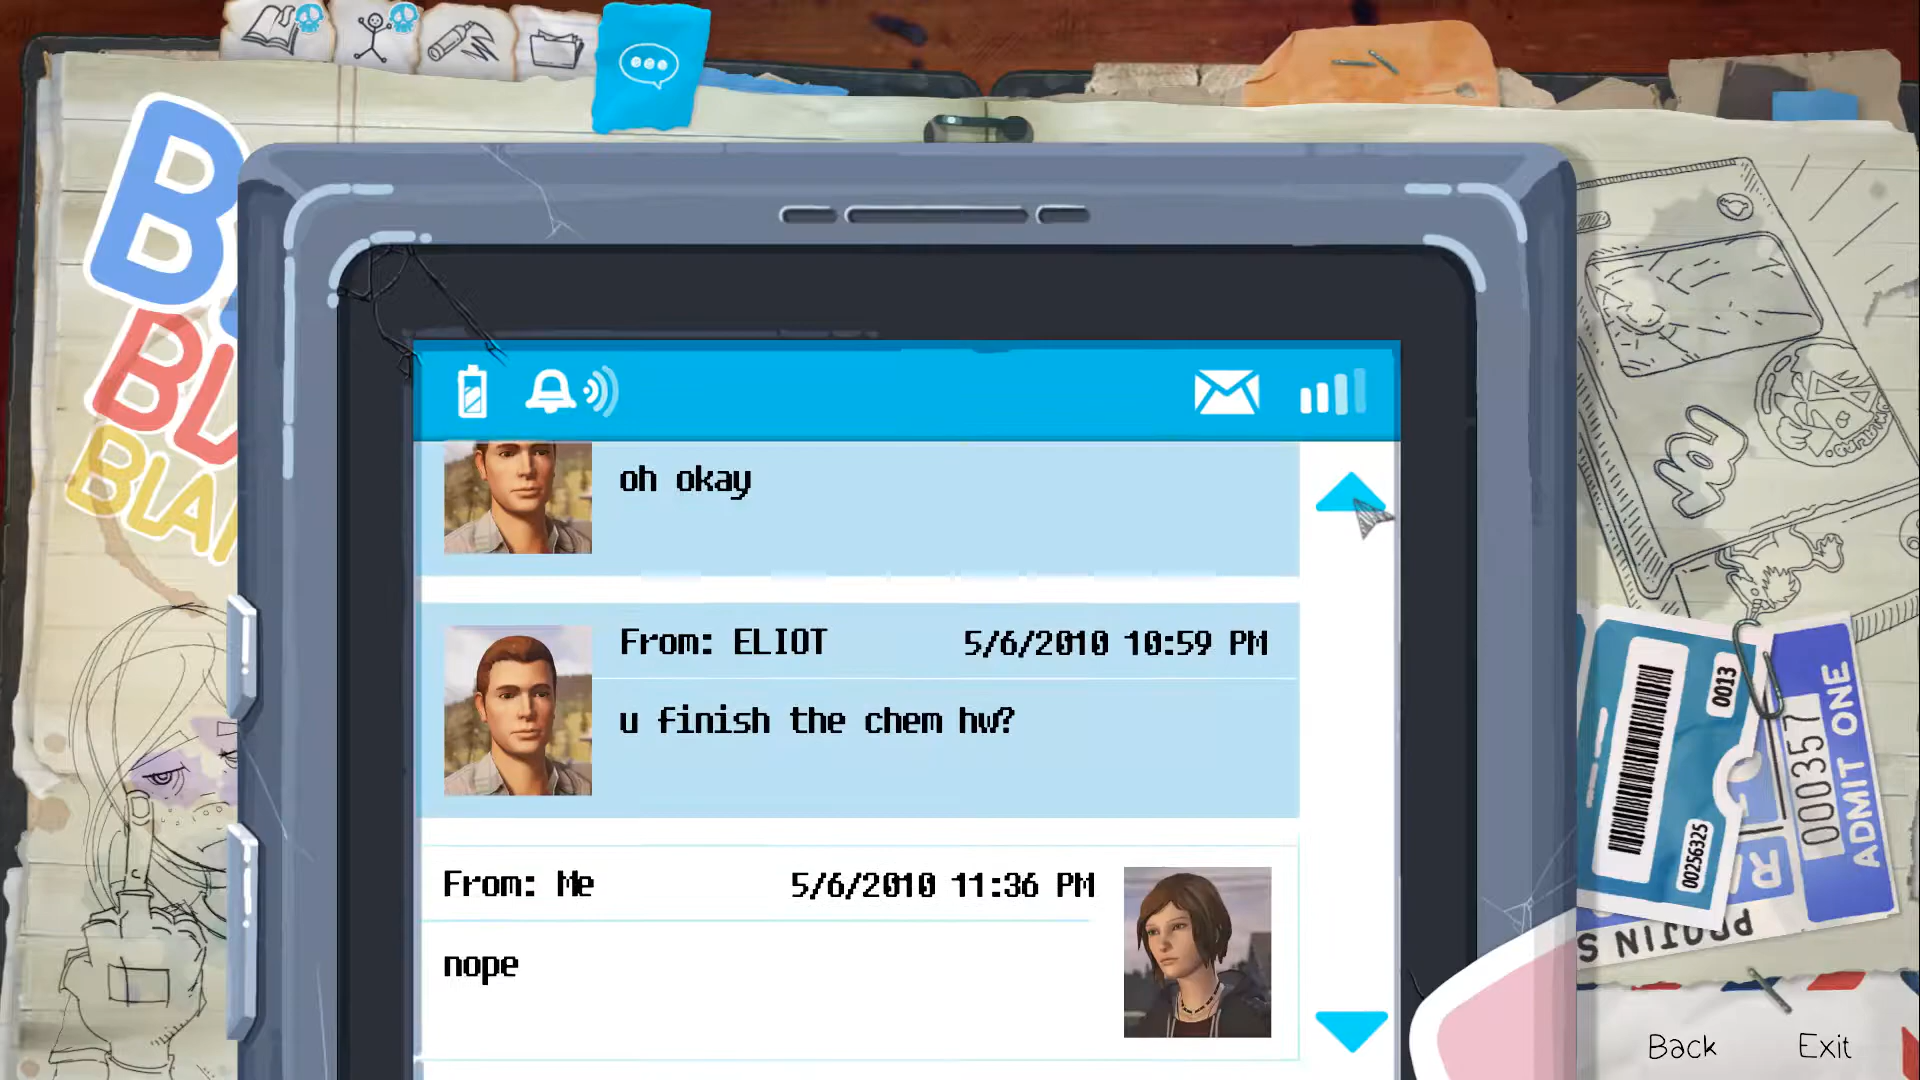 oh okay
From: ELIOT 5/6/2010 10:59 PM
u finish the chem hw?
From: Me 5/6/2010 11:36 PM
nope
0013
00256325
000357
ADMIT ONE
Back Exit